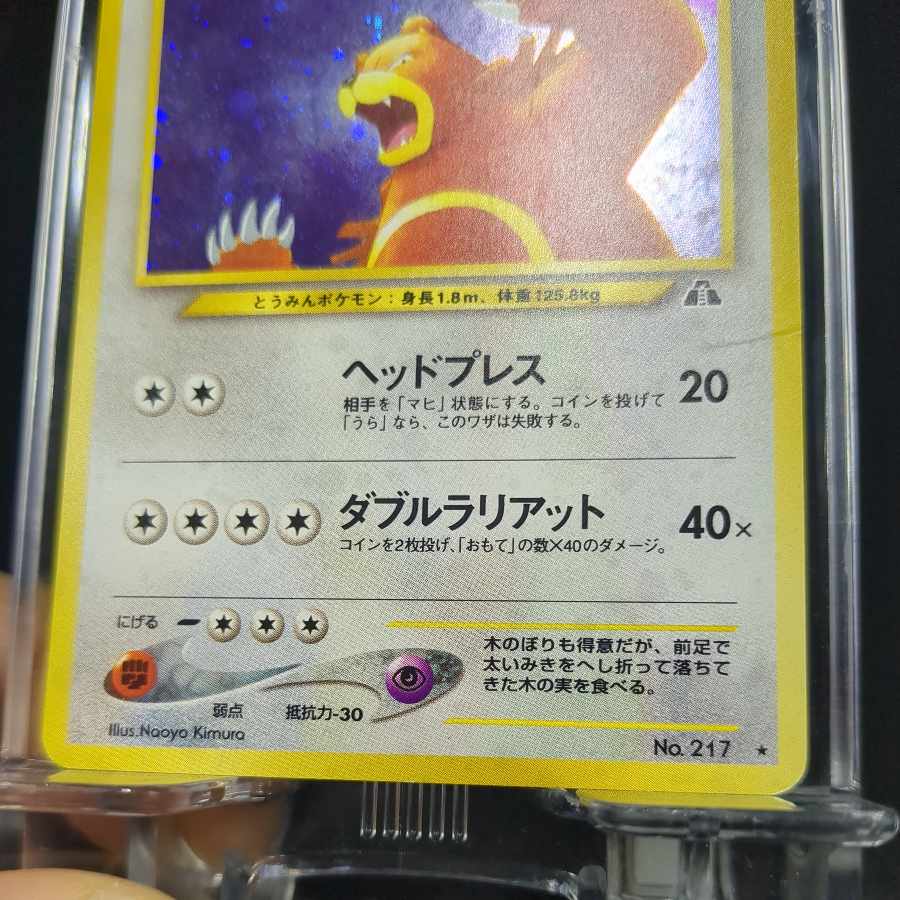 とうみんポケモン：身長1.8m、体重125.8kg
ヘッドプレス 20
相手を「マヒ」状態にする。コインを投げて
「うら」なら、このワザは失敗する。
ダブルラリアット 40×
コインを2枚投げ、「おもて」の数×40のダメージ。
にげる
木のぼりも得意だが、前足で
太いみきをへし折って落ちて
きた木の実を食べる。
弱点 抵抗力-30
Illus.Naoyo Kimura
No. 217 ★